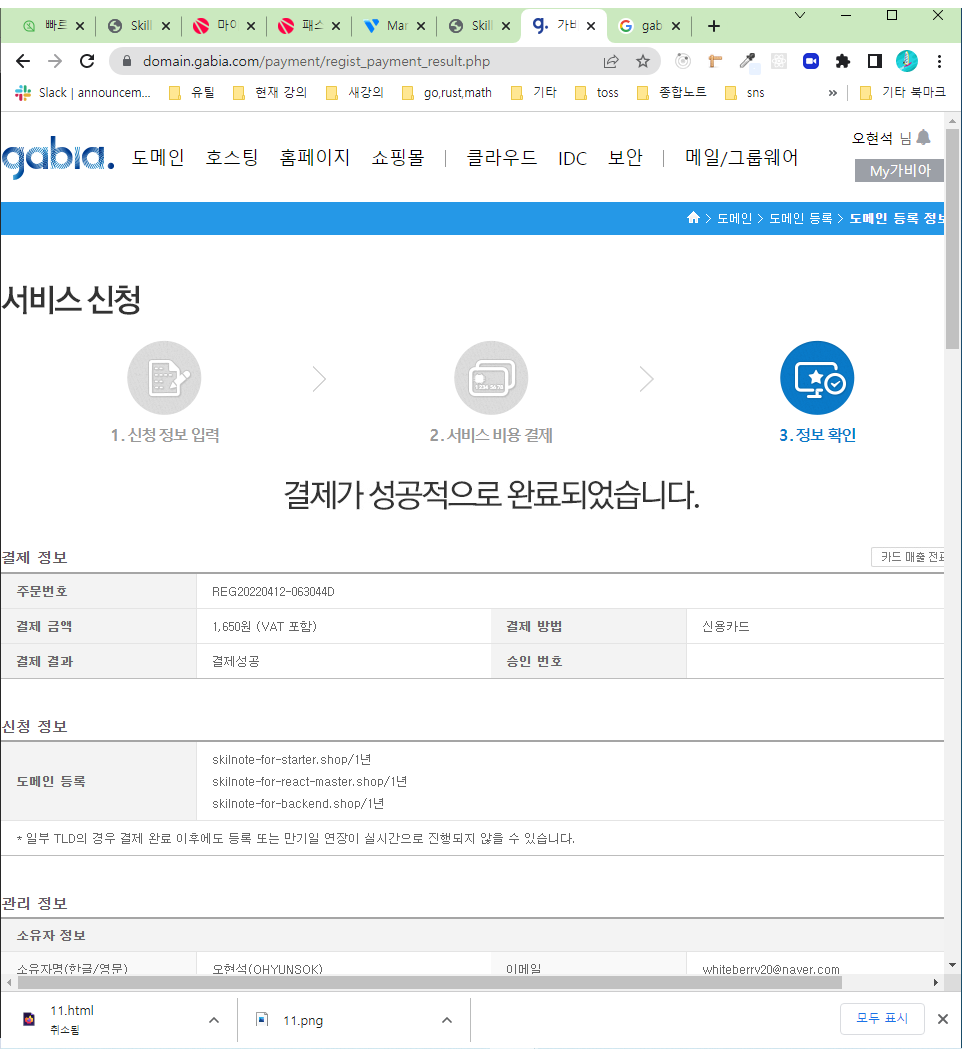 빠르 Skill 마이 패스 Mar Skill 가비 gab
domain.gabia.com/payment/regist_payment_result.php
Slack | announcem... 유틸 현재 강의 새강의 go,rust,math 기타 toss 종합노트 sns » 기타 북마크
gabia. 도메인 호스팅 홈페이지 쇼핑몰 | 클라우드 IDC 보안 | 메일/그룹웨어
오현석 님
My가비아
> 도메인 > 도메인 등록 > 도메인 등록 정보
서비스 신청
1. 신청 정보 입력 2. 서비스 비용 결제 3. 정보 확인
결제가 성공적으로 완료되었습니다.
결제 정보 카드 매출 전표
주문번호 REG20220412-063044D
결제 금액 1,650원 (VAT 포함) 결제 방법 신용카드
결제 결과 결제성공 승인 번호
신청 정보
skilnote-for-starter.shop/1년
도메인 등록 skilnote-for-react-master.shop/1년
skilnote-for-backend.shop/1년
* 일부 TLD의 경우 결제 완료 이후에도 등록 또는 만기일 연장이 실시간으로 진행되지 않을 수 있습니다.
관리 정보
소유자 정보
소유자명(한글/영문) 오현석(OHYUNSOK) 이메일 whiteberry20@naver.com
11.html
취소됨
11.png
모두 표시